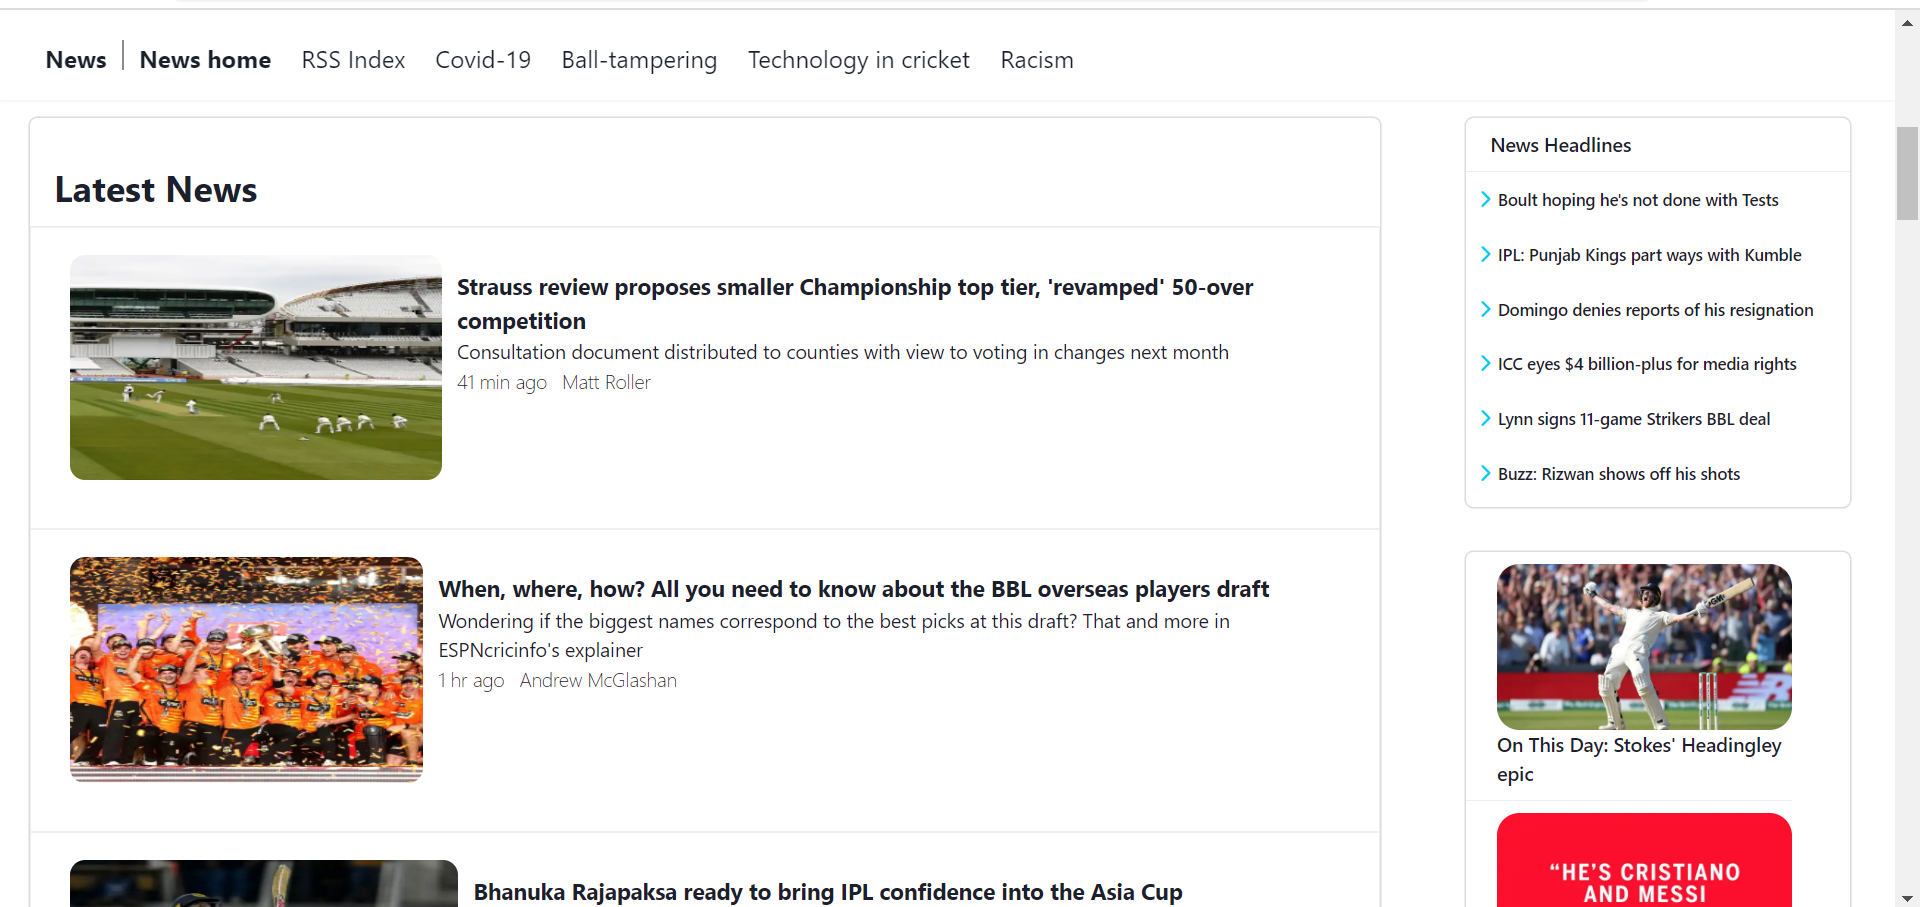 News
News home
RSS Index
Covid-19
Ball-tampering
Technology in cricket
Racism
Latest News
Strauss review proposes smaller Championship top tier, 'revamped' 50-over
competition
Consultation document distributed to counties with view to voting in changes next month
41 min ago Matt Roller
When, where, how? All you need to know about the BBL overseas players draft
Wondering if the biggest names correspond to the best picks at this draft? That and more in
ESPNcricinfo's explainer
1 hr ago Andrew McGlashan
Bhanuka Rajapaksa ready to bring IPL confidence into the Asia Cup
News Headlines
Boult hoping he's not done with Tests
IPL: Punjab Kings part ways with Kumble
Domingo denies reports of his resignation
ICC eyes $4 billion-plus for media rights
Lynn signs 11-game Strikers BBL deal
Buzz: Rizwan shows off his shots
GM
On This Day: Stokes' Headingley
epic
“HE'S CRISTIANO
AND MESSI